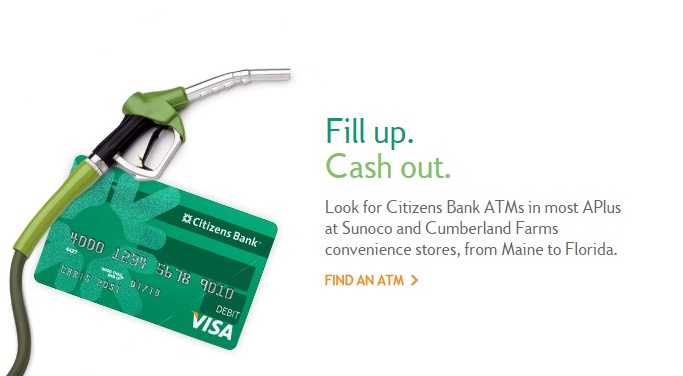 Fill up.
Cash out.
Look for Citizens Bank ATMs in most APlus
at Sunoco and Cumberland Farms
convenience stores, from Maine to Florida.
FIND AN ATM
Citizens Bank
4000 1234 5678 9010
GOOD THRU
CHRIS POST 01/18
DEBIT
VISA